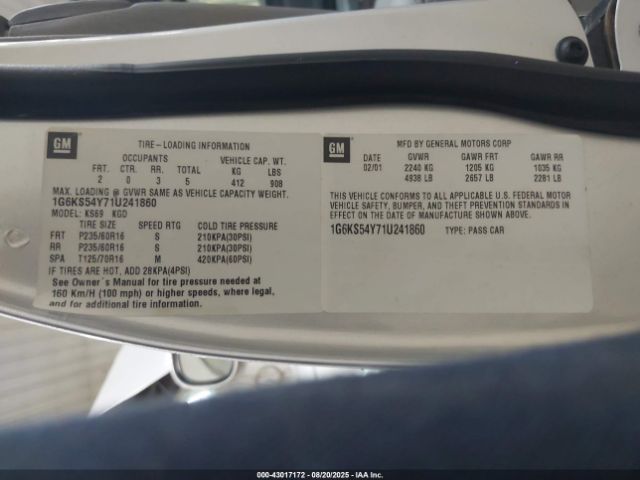 GM
TIRE-LOADING INFORMATION
OCCUPANTS VEHICLE CAP. WT.
FRT. CTR. RR. TOTAL KG LBS
2 0 3 5 412 908
MAX. LOADING @ GVWR SAME AS VEHICLE CAPACITY WEIGHT.
1G6KS54Y71U241860
MODEL: KS69 KGD
TIRE SIZE SPEED RTG COLD TIRE PRESSURE
FRT P235/60R16 S 210KPA(30PSI)
RR P235/60R16 S 210KPA(30PSI)
SPA T125/70R16 M 420KPA(60PSI)
IF TIRES ARE HOT, ADD 28KPA(4PSI)
See Owner's Manual for tire pressure needed at
160 Km/H (100 mph) or higher speeds, where legal,
and for additional tire information.
GM
MFD BY GENERAL MOTORS CORP
DATE GVWR GAWR FRT GAWR RR
02/01 2240 KG 1205 KG 1035 KG
4938 LB 2657 LB 2281 LB
THIS VEHICLE CONFORMS TO ALL APPLICABLE U.S. FEDERAL MOTOR
VEHICLE SAFETY, BUMPER, AND THEFT PREVENTION STANDARDS IN
EFFECT ON THE DATE OF MANUFACTURE SHOWN ABOVE.
1G6KS54Y71U241860 TYPE: PASS CAR
000-43017172 - 08/20/2025 - Copyright © 2025 IAA, LLC. All Rights Reserved.